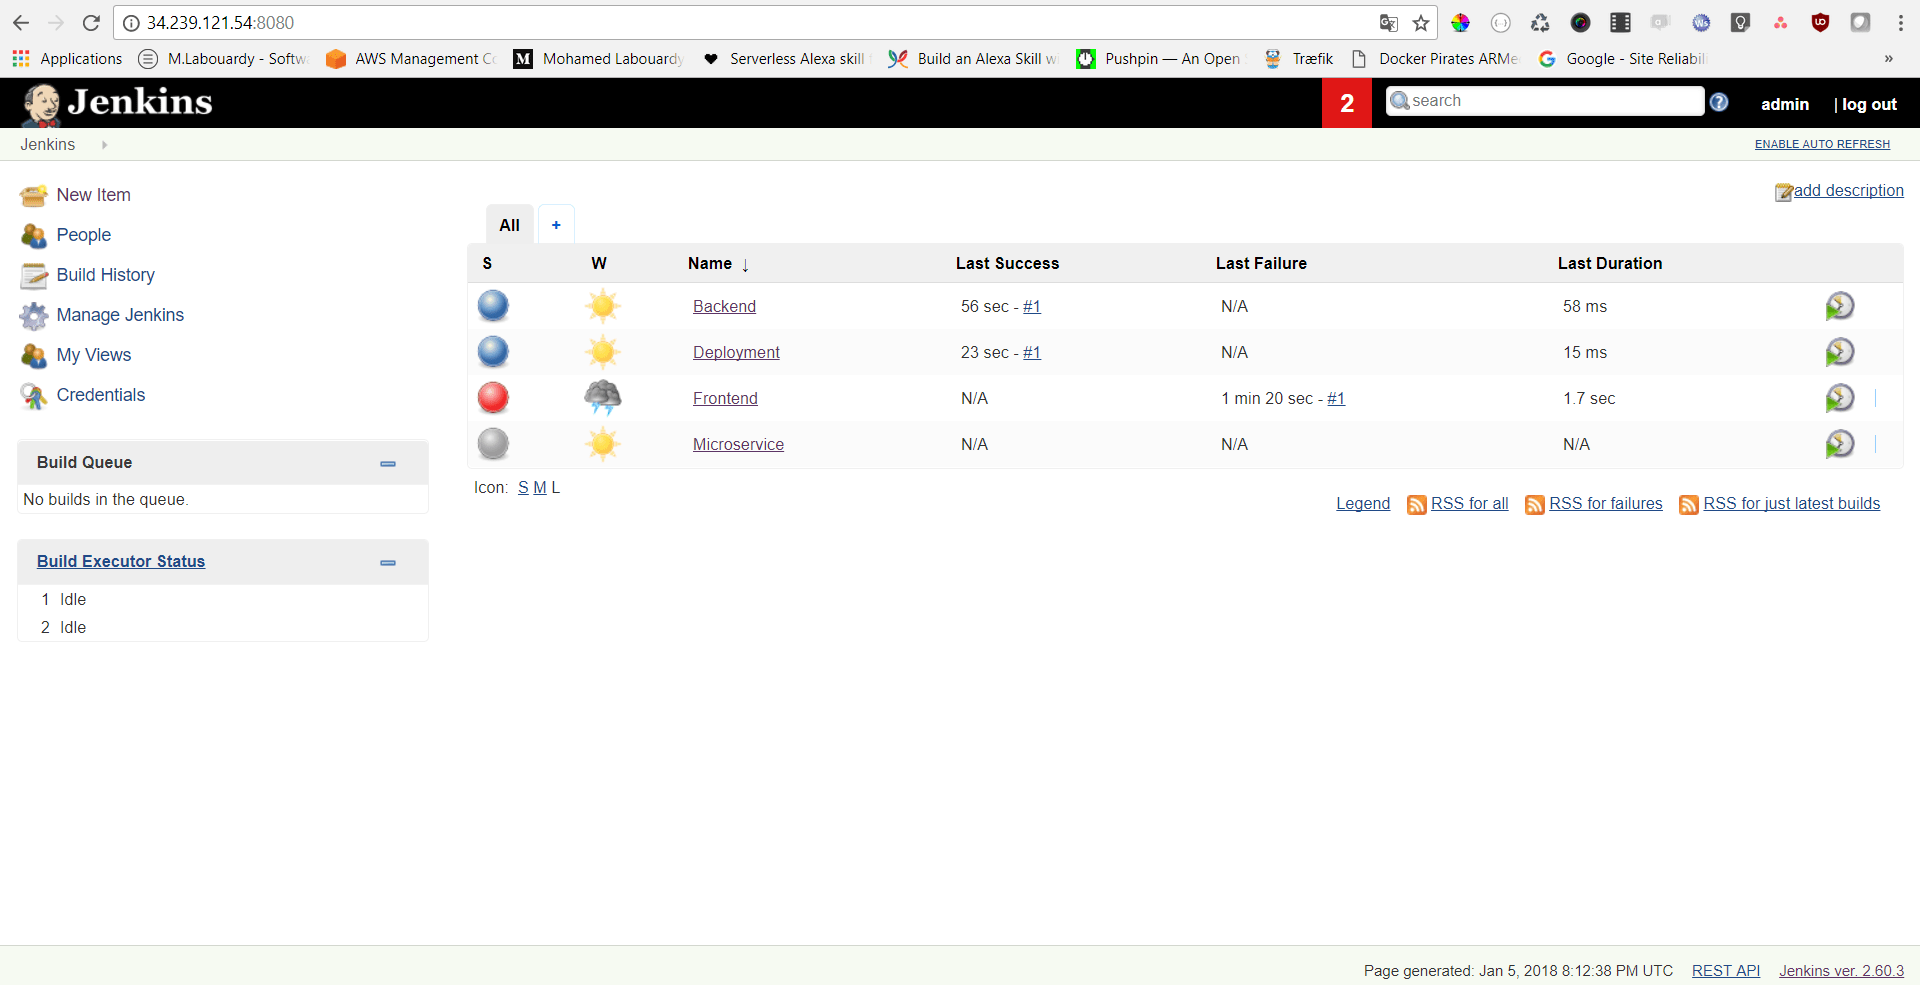 34.239.121.54:8080
Applications M.Labouardy - Softw AWS Management C Mohamed Labouardy Serverless Alexa skill Build an Alexa Skill wi Pushpin — An Open Træfik Docker Pirates ARMe Google - Site Reliabil »
Jenkins 2 search admin | log out
Jenkins ENABLE AUTO REFRESH
New Item
People
Build History
Manage Jenkins
My Views
Credentials
Build Queue
No builds in the queue.
Build Executor Status
1 Idle
2 Idle
add description
All +
S W Name ↓ Last Success Last Failure Last Duration
Backend 56 sec - #1 N/A 58 ms
Deployment 23 sec - #1 N/A 15 ms
Frontend N/A 1 min 20 sec - #1 1.7 sec
Microservice N/A N/A N/A
Icon: S M L
Legend RSS for all RSS for failures RSS for just latest builds
Page generated: Jan 5, 2018 8:12:38 PM UTC REST API Jenkins ver. 2.60.3